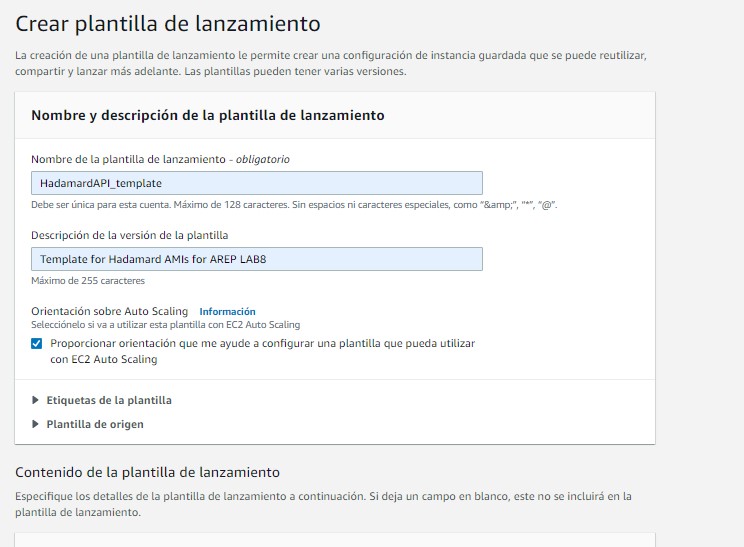 Crear plantilla de lanzamiento
La creación de una plantilla de lanzamiento le permite crear una configuración de instancia guardada que se puede reutilizar,
compartir y lanzar más adelante. Las plantillas pueden tener varias versiones.
Nombre y descripción de la plantilla de lanzamiento
Nombre de la plantilla de lanzamiento - obligatorio
HadamardAPI_template
Debe ser única para esta cuenta. Máximo de 128 caracteres. Sin espacios ni caracteres especiales, como "&amp;", "*", "@".
Descripción de la versión de la plantilla
Template for Hadamard AMIs for AREP LAB8
Máximo de 255 caracteres
Orientación sobre Auto Scaling Información
Selecciónelo si va a utilizar esta plantilla con EC2 Auto Scaling
Proporcionar orientación que me ayude a configurar una plantilla que pueda utilizar
con EC2 Auto Scaling
Etiquetas de la plantilla
Plantilla de origen
Contenido de la plantilla de lanzamiento
Especifique los detalles de la plantilla de lanzamiento a continuación. Si deja un campo en blanco, este no se incluirá en la
plantilla de lanzamiento.